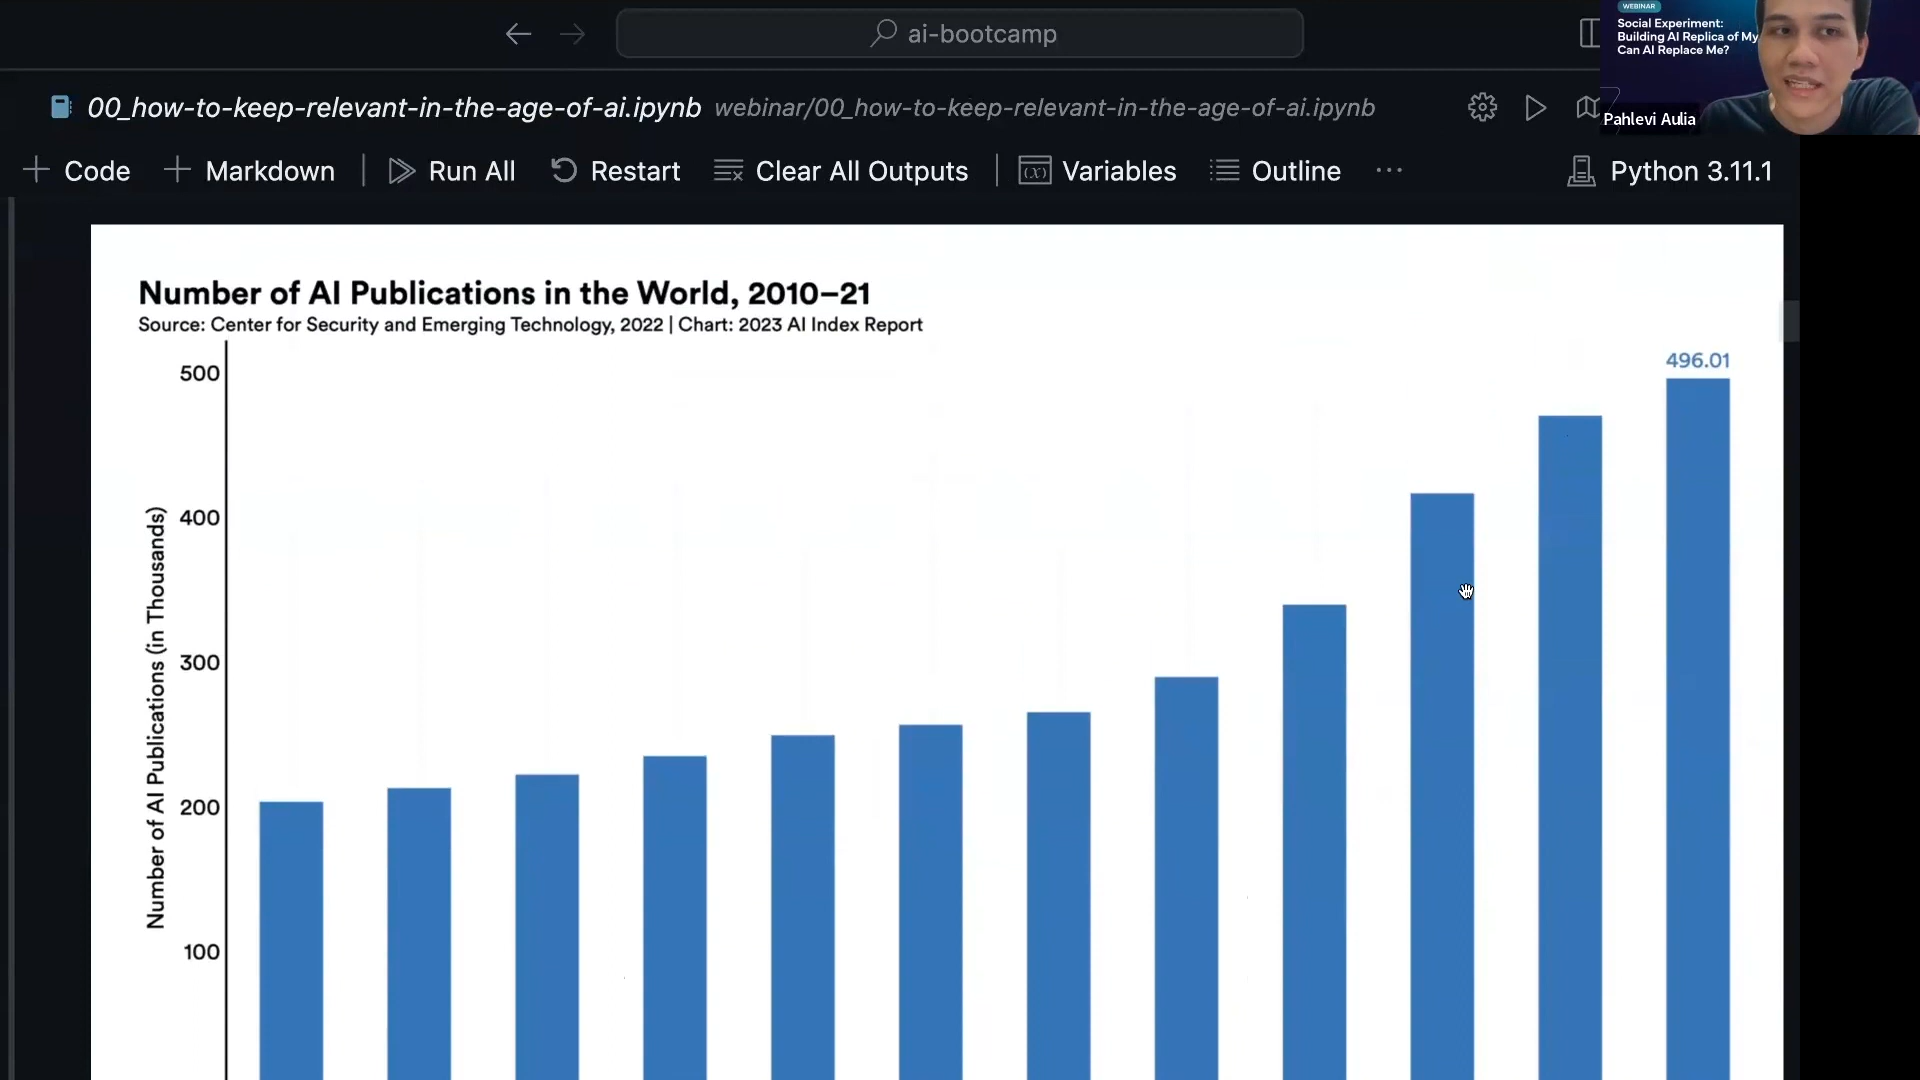 ai-bootcamp
WEBINAR
Social Experiment:
Building AI Replica of My
Can AI Replace Me?
Pahlevi Aulia
00_how-to-keep-relevant-in-the-age-of-ai.ipynb webinar/00_how-to-keep-relevant-in-the-age-of-ai.ipynb
Code Markdown Run All Restart Clear All Outputs (x) Variables Outline ... Python 3.11.1
Number of AI Publications in the World, 2010–21
Source: Center for Security and Emerging Technology, 2022 | Chart: 2023 AI Index Report
496.01
500
400
300
200
100
Number of AI Publications (in Thousands)